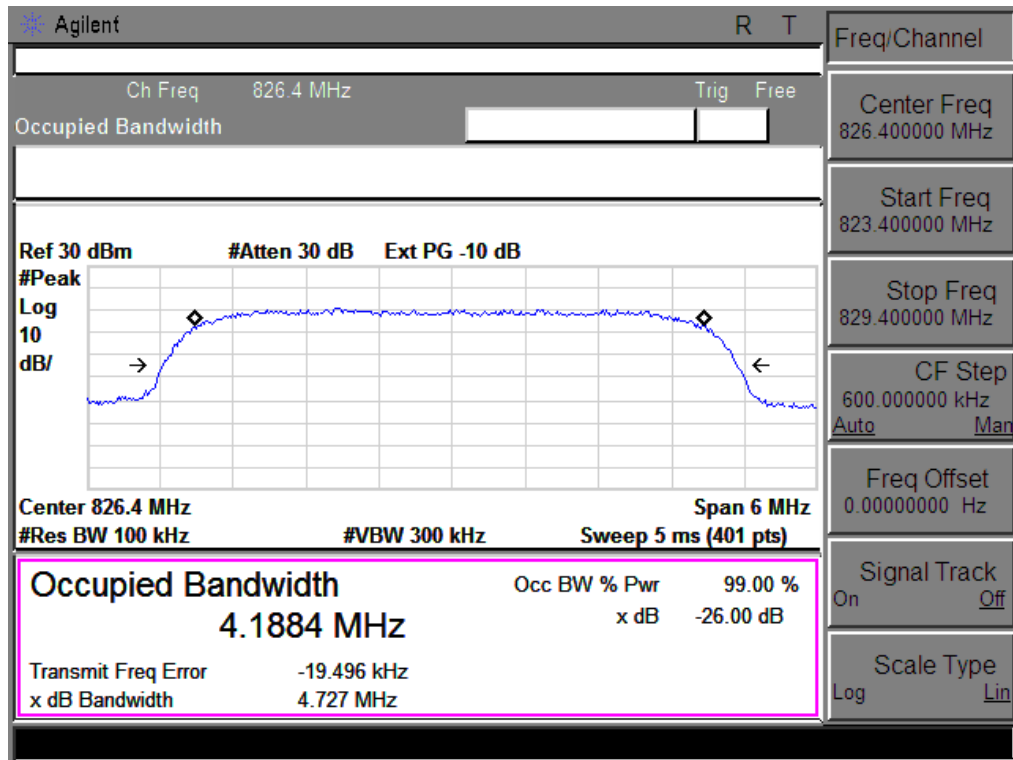 Agilent R T
Freq/Channel
Ch Freq 826.4 MHz Trig Free
Occupied Bandwidth
Center Freq
826.400000 MHz
Start Freq
823.400000 MHz
Stop Freq
829.400000 MHz
CF Step
600.000000 kHz
Auto Man
Freq Offset
0.00000000 Hz
Signal Track
On Off
Scale Type
Log Lin
Ref 30 dBm #Atten 30 dB Ext PG -10 dB
#Peak
Log
10
dB/
Center 826.4 MHz Span 6 MHz
#Res BW 100 kHz #VBW 300 kHz Sweep 5 ms (401 pts)
Occupied Bandwidth Occ BW % Pwr 99.00 %
4.1884 MHz x dB -26.00 dB
Transmit Freq Error -19.496 kHz
x dB Bandwidth 4.727 MHz